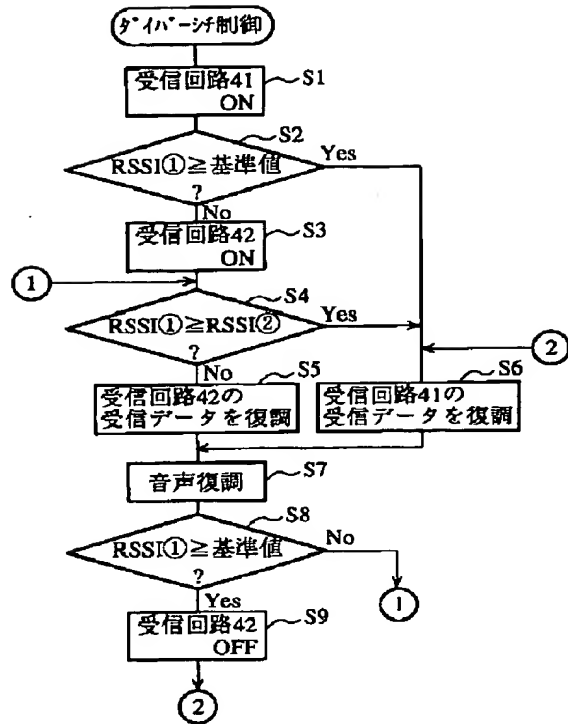 ダイバーシチ制御
受信回路41
ON
S1
S2
RSSI①≧基準値
?
Yes
No
受信回路42
ON
S3
1
S4
RSSI①≧RSSI②
?
Yes
2
No
S5
受信回路42の
受信データを復調
S6
受信回路41の
受信データを復調
音声復調
S7
S8
RSSI①≧基準値
?
No
1
Yes
受信回路42
OFF
S9
2